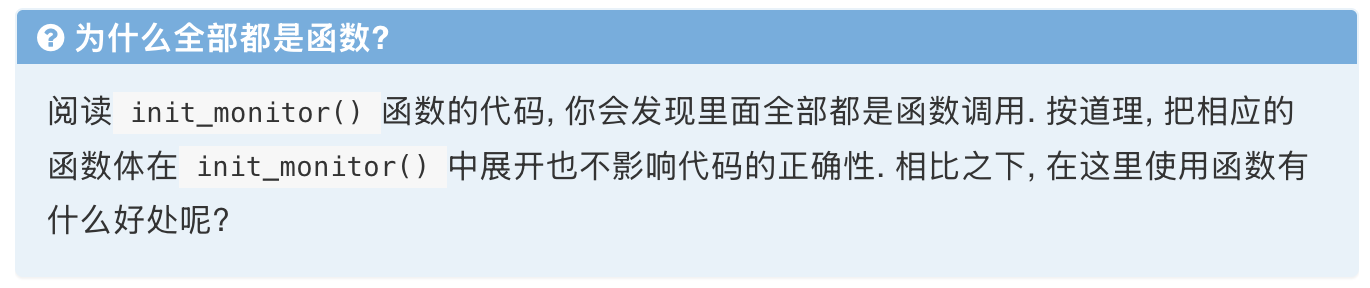 为什么全部都是函数?
阅读 init_monitor() 函数的代码, 你会发现里面全部都是函数调用. 按道理, 把相应的
函数体在 init_monitor() 中展开也不影响代码的正确性. 相比之下, 在这里使用函数有
什么好处呢?